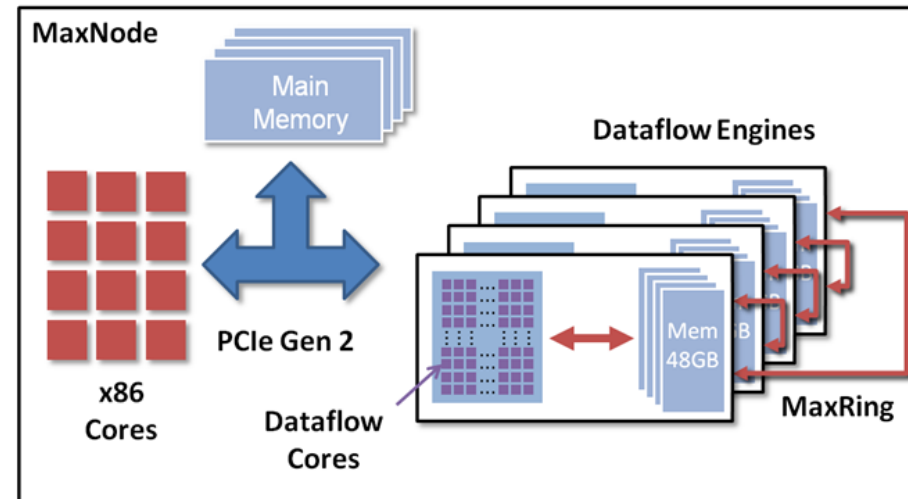 MaxNode
Main
Memory
Dataflow Engines
PCIe Gen 2
x86
Cores
Dataflow
Cores
Mem
48GB
MaxRing